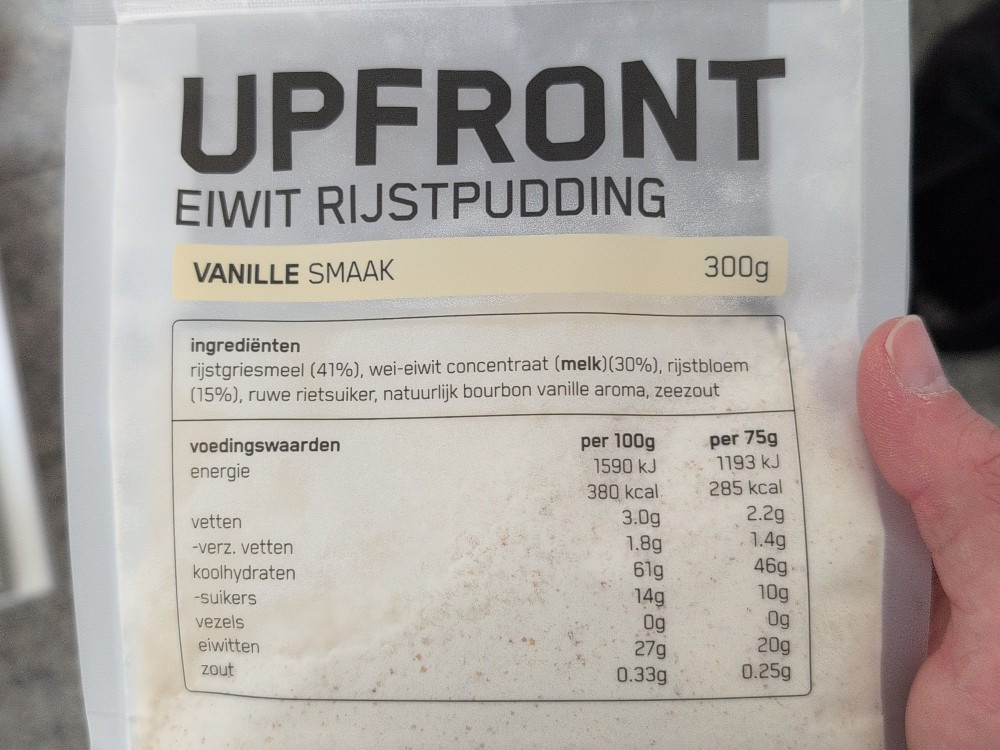 UPFRONT
EIWIT RIJSTPUDDING
VANILLE SMAAK 300g
ingrediënten
rijstgriesmeel (41%), wei-eiwit concentraat (melk)(30%), rijstbloem
(15%), ruwe rietsuiker, natuurlijk bourbon vanille aroma, zeezout
voedingswaarden per 100g per 75g
energie 1590 kJ 1193 kJ
380 kcal 285 kcal
vetten 3.0g 2.2g
-verz. vetten 1.8g 1.4g
koolhydraten 61g 46g
-suikers 14g 10g
vezels 0g 0g
eiwitten 27g 20g
zout 0.33g 0.25g